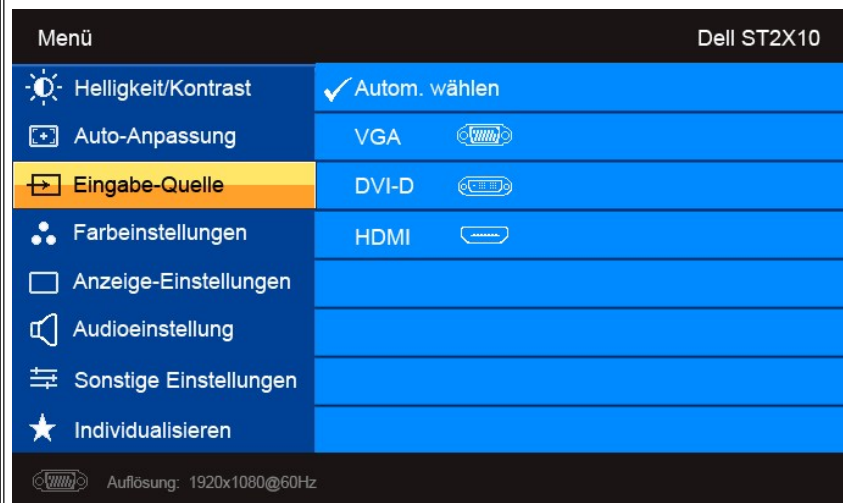 Menü Dell ST2X10
Helligkeit/Kontrast Autom. wählen
Auto-Anpassung VGA
Eingabe-Quelle DVI-D
Farbeinstellungen HDMI
Anzeige-Einstellungen
Audioeinstellung
Sonstige Einstellungen
Individualisieren
Auflösung: 1920x1080@60Hz